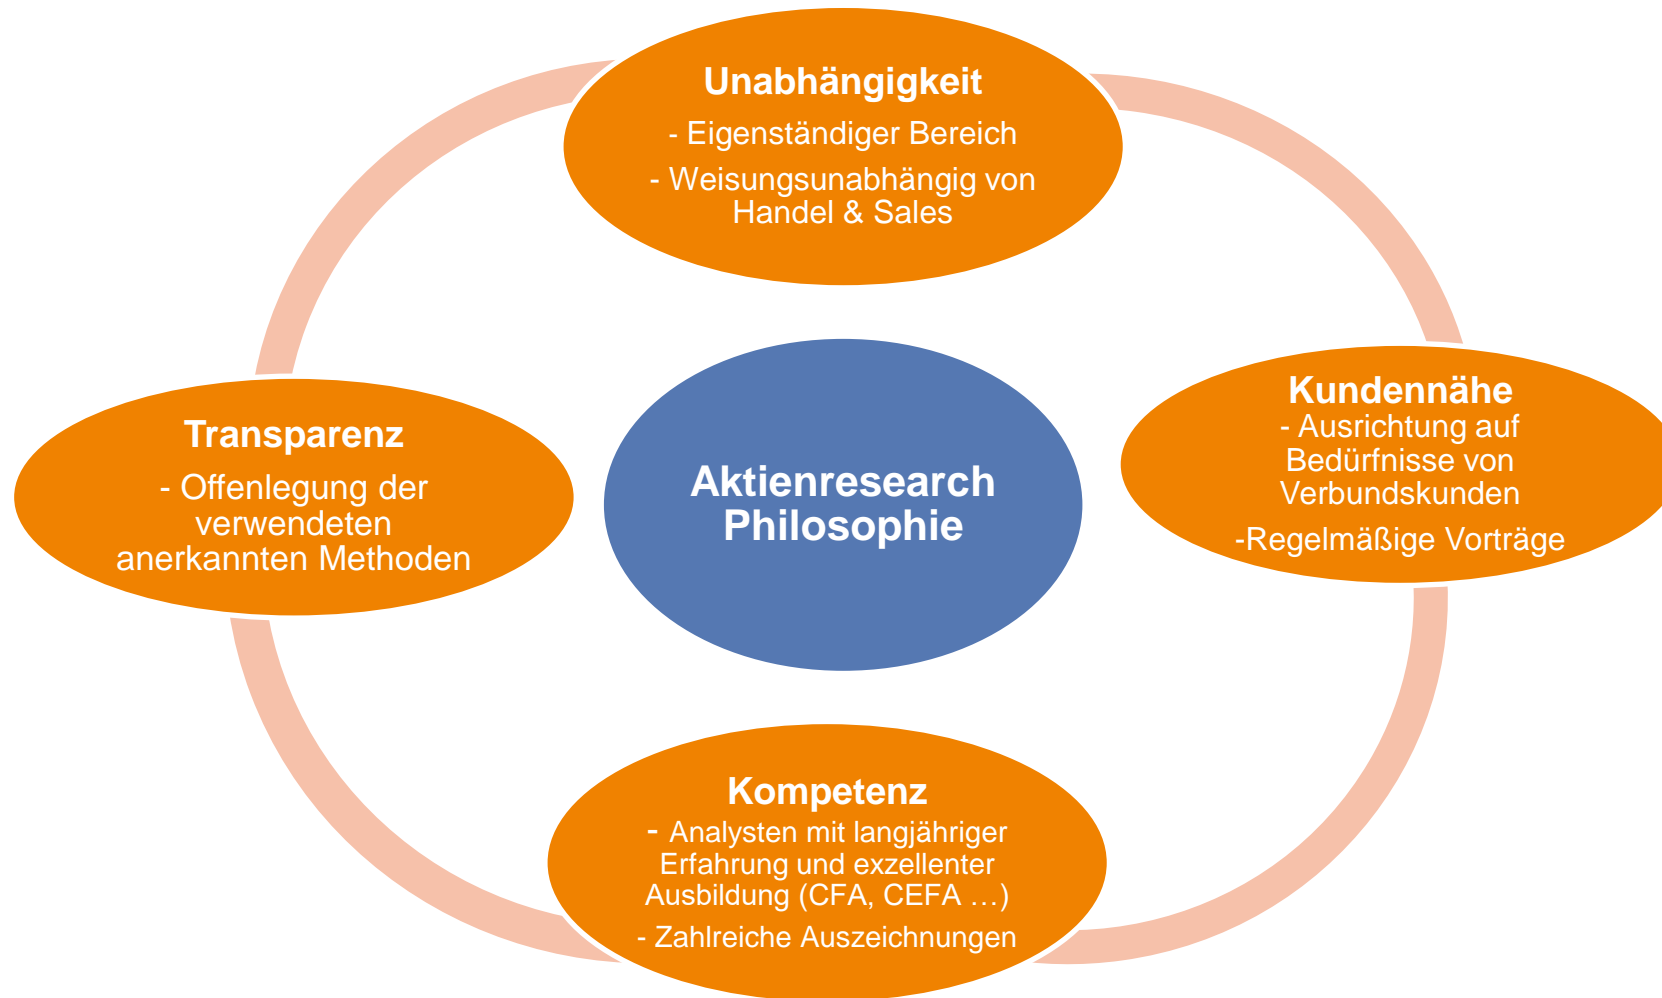 Unabhängigkeit
- Eigenständiger Bereich
- Weisungsunabhängig von
Handel & Sales
Kundennähe
- Ausrichtung auf
Bedürfnisse von
Verbundskunden
-Regelmäßige Vorträge
Transparenz
- Offenlegung der
verwendeten
anerkannten Methoden
Aktienresearch
Philosophie
Kompetenz
- Analysten mit langjähriger
Erfahrung und exzellenter
Ausbildung (CFA, CEFA …)
- Zahlreiche Auszeichnungen